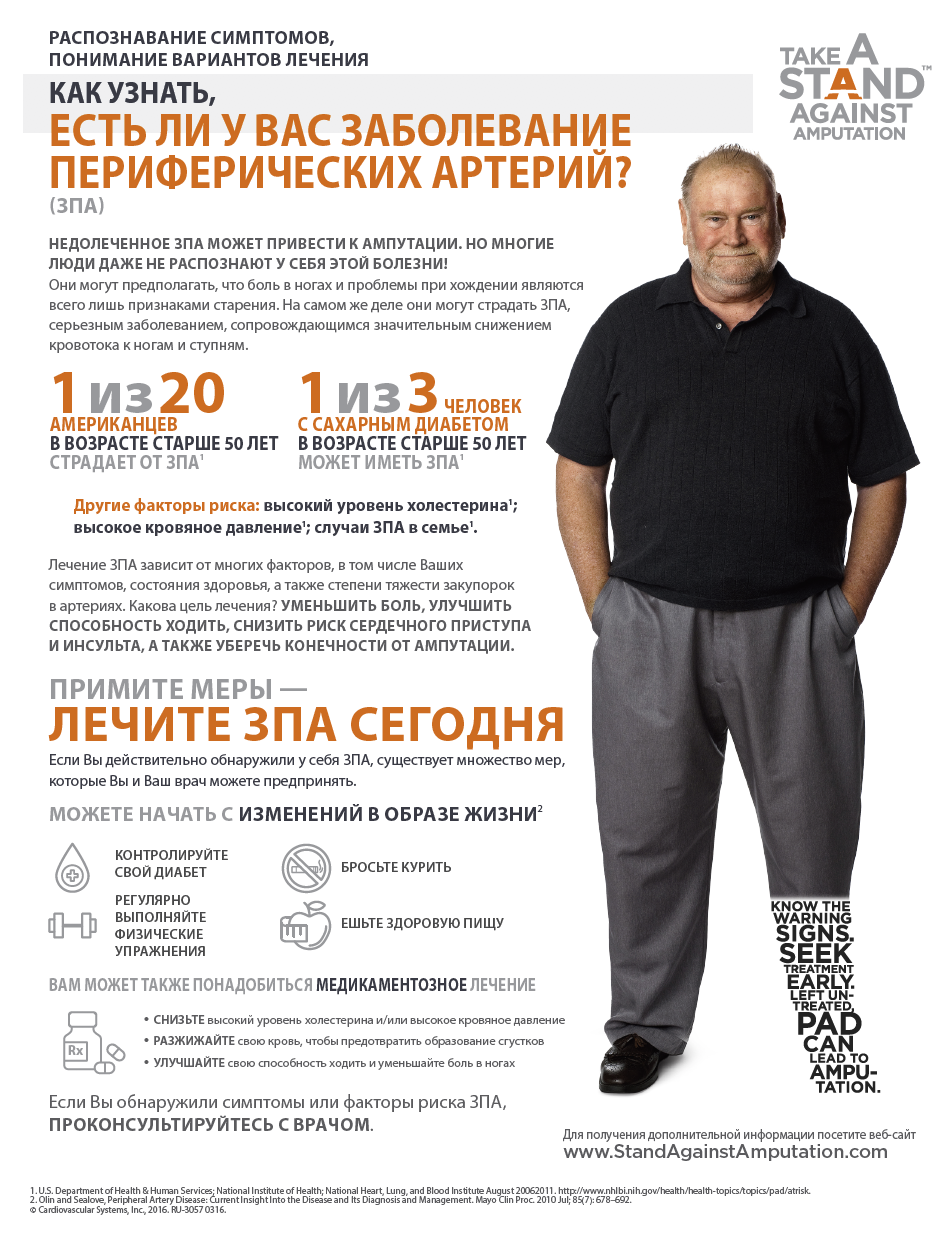 РАСПОЗНАВАНИЕ СИМПТОМОВ,
ПОНИМАНИЕ ВАРИАНТОВ ЛЕЧЕНИЯ
КАК УЗНАТЬ,
ЕСТЬ ЛИ У ВАС ЗАБОЛЕВАНИЕ
ПЕРИФЕРИЧЕСКИХ АРТЕРИЙ?
(ЗПА)
TAKE A
STAND™
AGAINST
AMPUTATION
НЕДОЛЕЧЕННОЕ ЗПА МОЖЕТ ПРИВЕСТИ К АМПУТАЦИИ. НО МНОГИЕ
ЛЮДИ ДАЖЕ НЕ РАСПОЗНАЮТ У СЕБЯ ЭТОЙ БОЛЕЗНИ!
Они могут предполагать, что боль в ногах и проблемы при хождении являются
всего лишь признаками старения. На самом же деле они могут страдать ЗПА,
серьезным заболеванием, сопровождающимся значительным снижением
кровотока к ногам и ступням.
1 из 20
АМЕРИКАНЦЕВ
В ВОЗРАСТЕ СТАРШЕ 50 ЛЕТ
СТРАДАЕТ ОТ ЗПА¹
1 из 3 ЧЕЛОВЕК
С САХАРНЫМ ДИАБЕТОМ
В ВОЗРАСТЕ СТАРШЕ 50 ЛЕТ
МОЖЕТ ИМЕТЬ ЗПА¹
Другие факторы риска: высокий уровень холестерина¹;
высокое кровяное давление¹; случаи ЗПА в семье¹.
Лечение ЗПА зависит от многих факторов, в том числе Ваших
симптомов, состояния здоровья, а также степени тяжести закупорок
в артериях. Какова цель лечения? УМЕНЬШИТЬ БОЛЬ, УЛУЧШИТЬ
СПОСОБНОСТЬ ХОДИТЬ, СНИЗИТЬ РИСК СЕРДЕЧНОГО ПРИСТУПА
И ИНСУЛЬТА, А ТАКЖЕ УБЕРЕЧЬ КОНЕЧНОСТИ ОТ АМПУТАЦИИ.
ПРИМИТЕ МЕРЫ —
ЛЕЧИТЕ ЗПА СЕГОДНЯ
Если Вы действительно обнаружили у себя ЗПА, существует множество мер,
которые Вы и Ваш врач можете предпринять.
МОЖЕТЕ НАЧАТЬ С ИЗМЕНЕНИЙ В ОБРАЗЕ ЖИЗНИ²
КОНТРОЛИРУЙТЕ
СВОЙ ДИАБЕТ
БРОСЬТЕ КУРИТЬ
РЕГУЛЯРНО
ВЫПОЛНЯЙТЕ
ФИЗИЧЕСКИЕ
УПРАЖНЕНИЯ
ЕШЬТЕ ЗДОРОВУЮ ПИЩУ
ВАМ МОЖЕТ ТАКЖЕ ПОНАДОБИТЬСЯ МЕДИКАМЕНТОЗНОЕ ЛЕЧЕНИЕ
Rx
• СНИЗЬТЕ высокий уровень холестерина и/или высокое кровяное давление
• РАЗЖИЖАЙТЕ свою кровь, чтобы предотвратить образование сгустков
• УЛУЧШАЙТЕ свою способность ходить и уменьшайте боль в ногах
Если Вы обнаружили симптомы или факторы риска ЗПА,
ПРОКОНСУЛЬТИРУЙТЕСЬ С ВРАЧОМ.
KNOW THE
WARNING
SIGNS.
SEEK
TREATMENT
EARLY.
LEFT UN-
TREATED,
PAD
CAN
LEAD TO
AMPU-
TATION.
Для получения дополнительной информации посетите веб-сайт
www.StandAgainstAmputation.com
1. U.S. Department of Health & Human Services; National Institute of Health; National Heart, Lung, and Blood Institute August 20062011. http://www.nhlbi.nih.gov/health/health-topics/topics/pad/atrisk.
2. Olin and Sealove, Peripheral Artery Disease: Current Insight Into the Disease and Its Diagnosis and Management. Mayo Clin Proc. 2010 Jul; 85(7): 678–692.
© Cardiovascular Systems, Inc., 2016. RU-3057 0316.